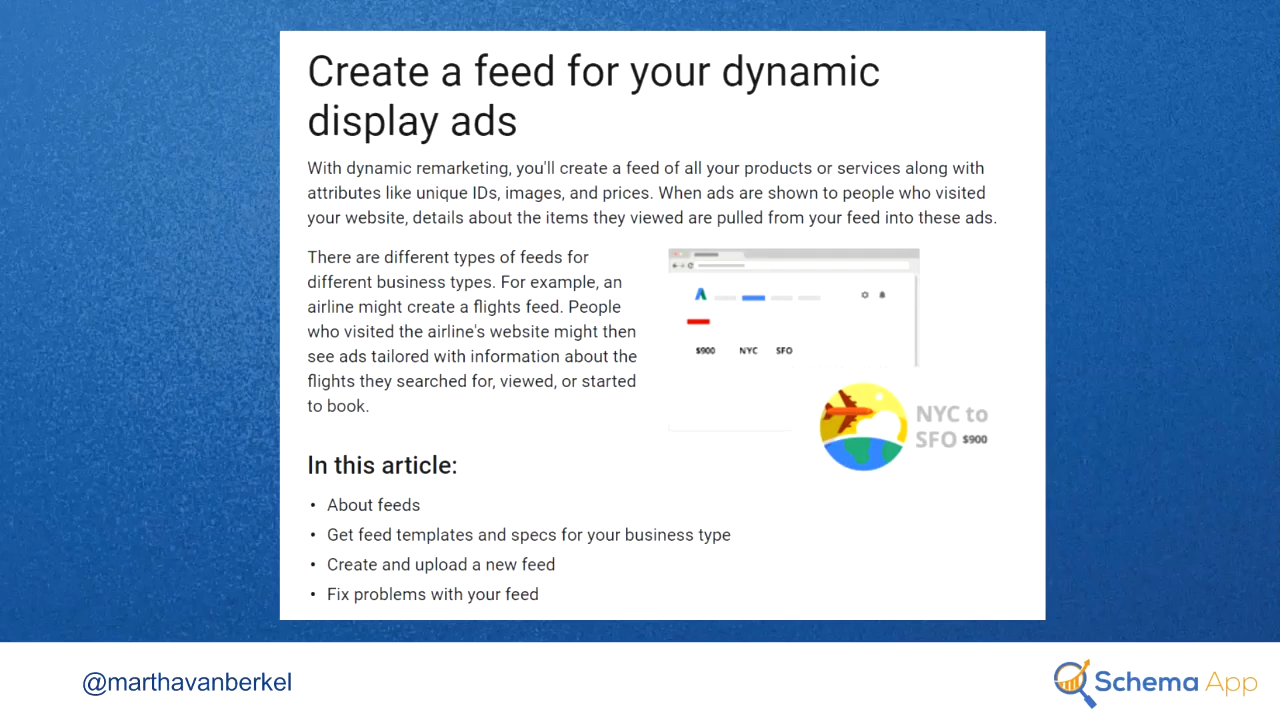 Create a feed for your dynamic
display ads
With dynamic remarketing, you'll create a feed of all your products or services along with
attributes like unique IDs, images, and prices. When ads are shown to people who visited
your website, details about the items they viewed are pulled from your feed into these ads.
There are different types of feeds for
different business types. For example, an
airline might create a flights feed. People
who visited the airline's website might then
see ads tailored with information about the
flights they searched for, viewed, or started
to book.
$900 NYC SFO
NYC to
SFO $900
In this article:
• About feeds
• Get feed templates and specs for your business type
• Create and upload a new feed
• Fix problems with your feed
@marthavanberkel
Schema App